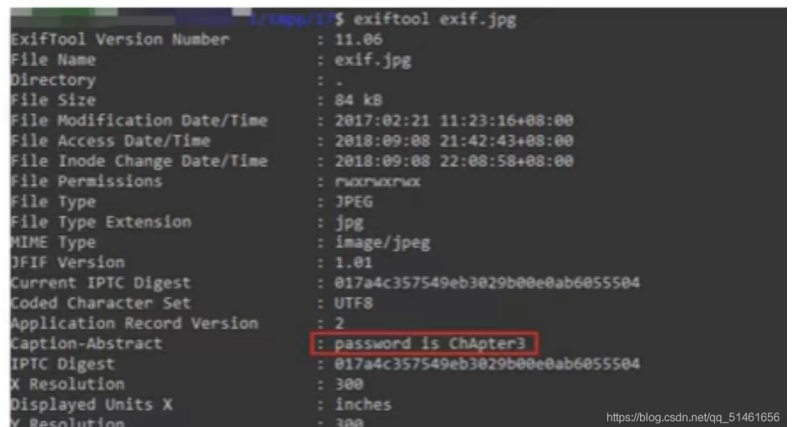 $ exiftool exif.jpg
ExifTool Version Number : 11.06
File Name : exif.jpg
Directory : .
File Size : 84 kB
File Modification Date/Time : 2017:02:21 11:23:16+08:00
File Access Date/Time : 2018:09:08 21:42:43+08:00
File Inode Change Date/Time : 2018:09:08 22:08:58+08:00
File Permissions : rwxrwxrwx
File Type : JPEG
File Type Extension : jpg
MIME Type : image/jpeg
JFIF Version : 1.01
Current IPTC Digest : 017a4c357549eb3029b00e0ab6055504
Coded Character Set : UTF8
Application Record Version : 2
Caption-Abstract : password is ChApter3
IPTC Digest : 017a4c357549eb3029b00e0ab6055504
X Resolution : 300
Displayed Units X : inches
Y Resolution : 300
https://blog.csdn.net/qq_51461656